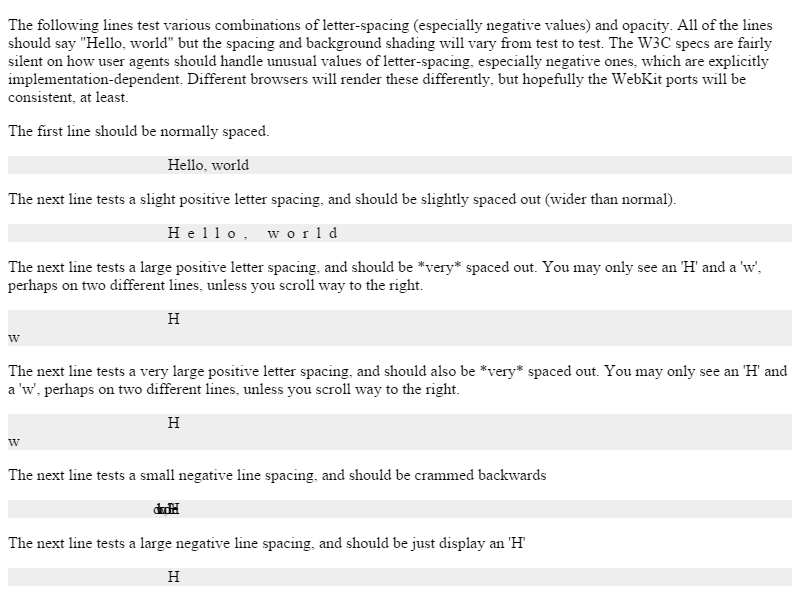 The following lines test various combinations of letter-spacing (especially negative values) and opacity. All of the lines
should say "Hello, world" but the spacing and background shading will vary from test to test. The W3C specs are fairly
silent on how user agents should handle unusual values of letter-spacing, especially negative ones, which are explicitly
implementation-dependent. Different browsers will render these differently, but hopefully the WebKit ports will be
consistent, at least.
The first line should be normally spaced.
Hello, world
The next line tests a slight positive letter spacing, and should be slightly spaced out (wider than normal).
H e l l o ,   w o r l d
The next line tests a large positive letter spacing, and should be *very* spaced out. You may only see an 'H' and a 'w',
perhaps on two different lines, unless you scroll way to the right.
H
w
The next line tests a very large positive letter spacing, and should also be *very* spaced out. You may only see an 'H' and
a 'w', perhaps on two different lines, unless you scroll way to the right.
H
w
The next line tests a small negative line spacing, and should be crammed backwards
The next line tests a large negative line spacing, and should be just display an 'H'
H